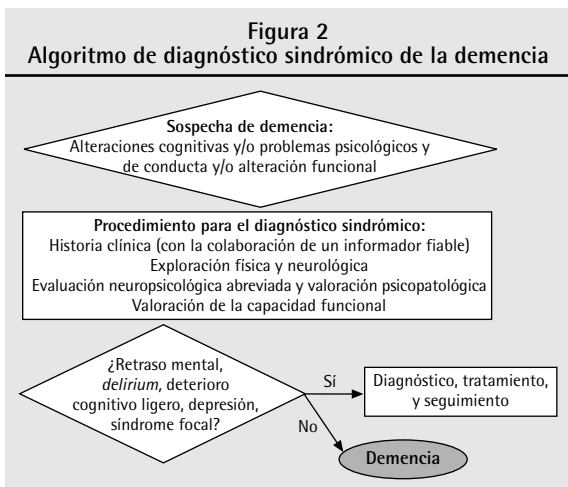 Figura 2
Algoritmo de diagnóstico sindrómico de la demencia
Sospecha de demencia:
Alteraciones cognitivas y/o problemas psicológicos y
de conducta y/o alteración funcional
Procedimiento para el diagnóstico sindrómico:
Historia clínica (con la colaboración de un informador fiable)
Exploración física y neurológica
Evaluación neuropsicológica abreviada y valoración psicopatológica
Valoración de la capacidad funcional
¿Retraso mental,
delirium, deterioro
cognitivo ligero, depresión,
síndrome focal?
Sí
Diagnóstico, tratamiento,
y seguimiento
No
Demencia